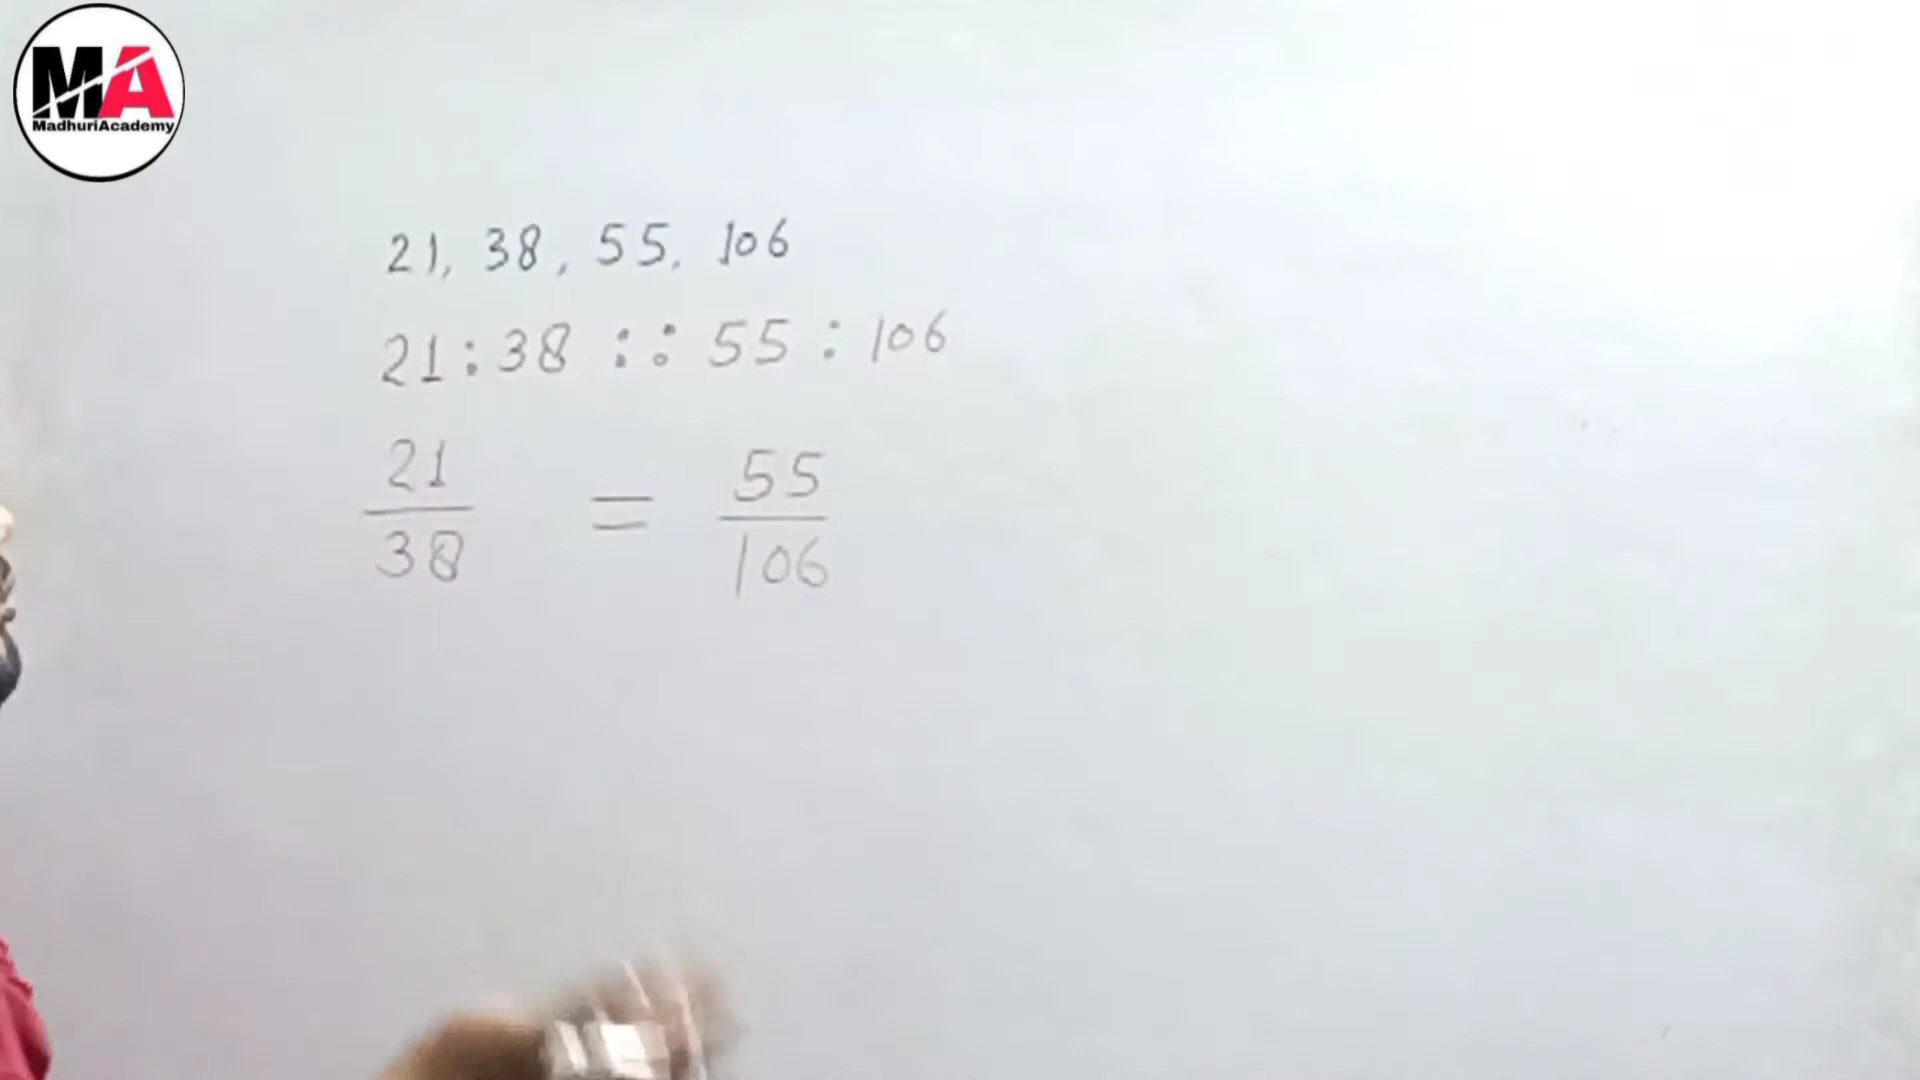 MA
MadhuriAcademy
21, 38, 55, 106
21 : 38 :: 55 : 106
21/38 = 55/106